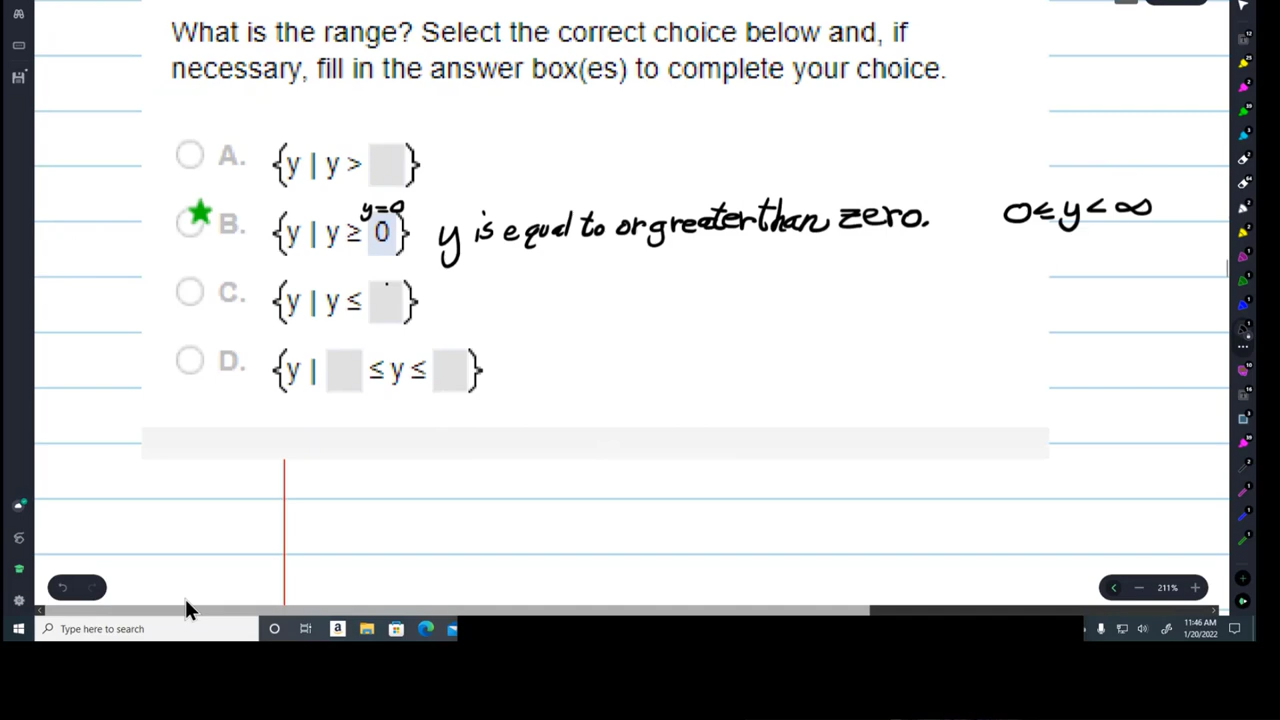 What is the range? Select the correct choice below and, if
necessary, fill in the answer box(es) to complete your choice.
A. {y | y > }
y=0
B. {y | y ≥ 0} y is equal to or greater than zero. 0≤y<∞
C. {y | y ≤ }
D. {y | ≤ y ≤ }
211%
Type here to search
a
11:46 AM
1/20/2022